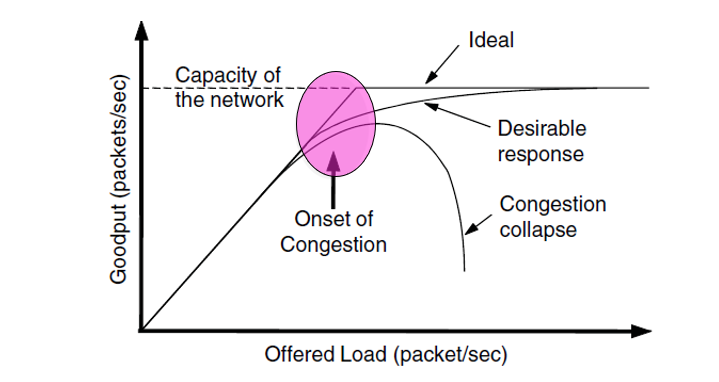 Ideal
Capacity of
the network
Desirable
response
Onset of
Congestion
Congestion
collapse
Goodput (packets/sec)
Offered Load (packet/sec)